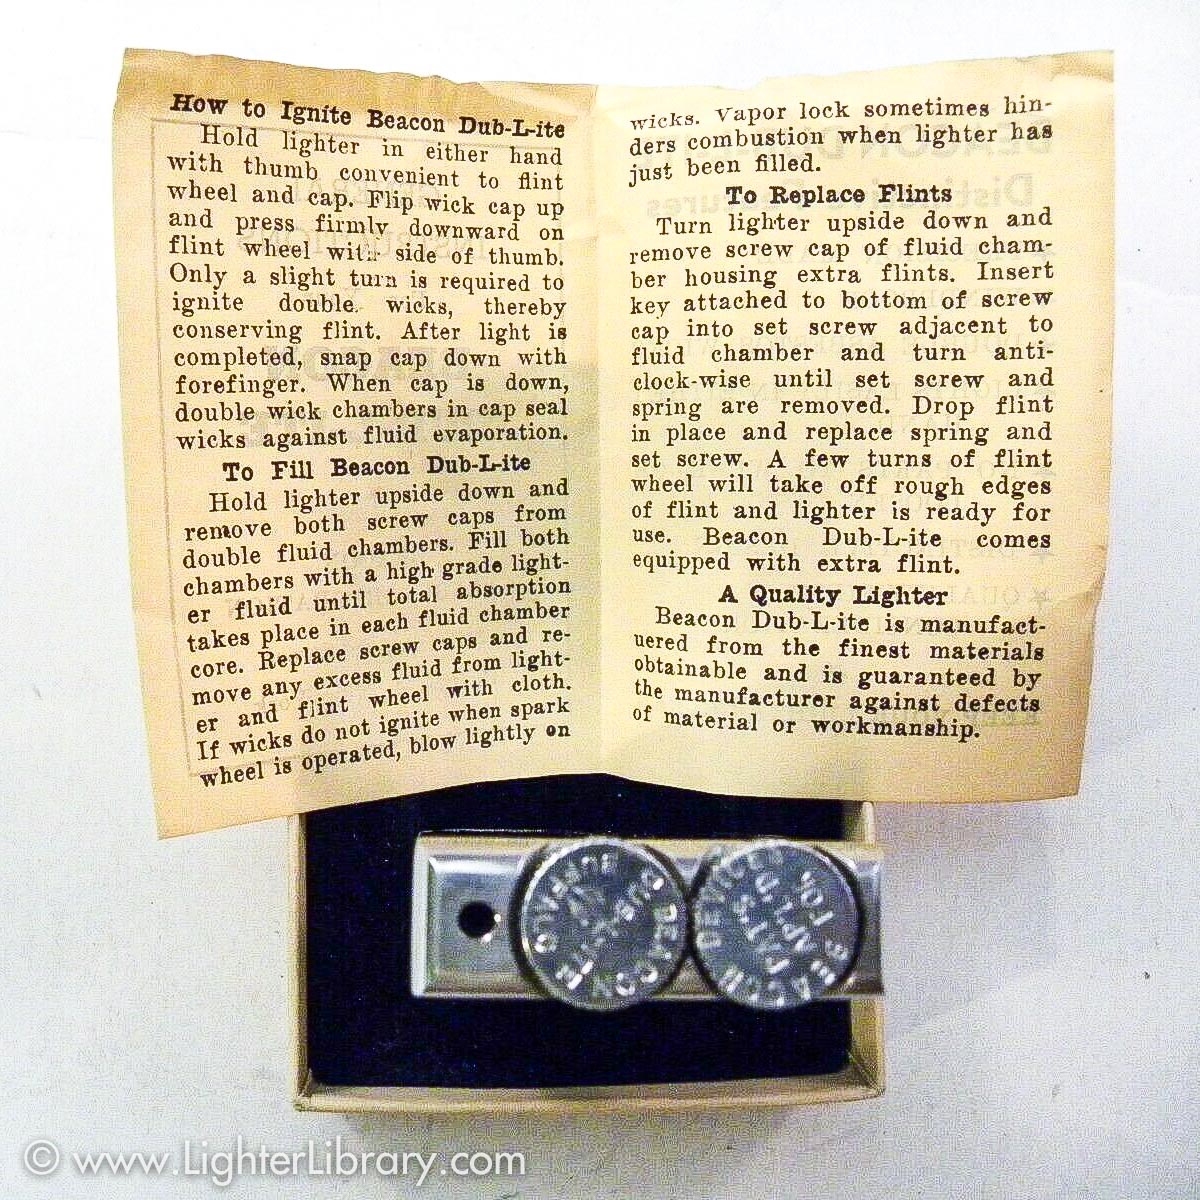 How to Ignite Beacon Dub-L-ite
Hold lighter in either hand
with thumb convenient to flint
wheel and cap. Flip wick cap up
and press firmly downward on
flint wheel with side of thumb.
Only a slight turn is required to
ignite double wicks, thereby
conserving flint. After light is
completed, snap cap down with
forefinger. When cap is down,
double wick chambers in cap seal
wicks against fluid evaporation.
To Fill Beacon Dub-L-ite
Hold lighter upside down and
remove both screw caps from
double fluid chambers. Fill both
chambers with a high grade light-
er fluid until total absorption
takes place in each fluid chamber
core. Replace screw caps and re-
move any excess fluid from light-
er and flint wheel with cloth.
If wicks do not ignite when spark
wheel is operated, blow lightly on
wicks. Vapor lock sometimes hin-
ders combustion when lighter has
just been filled.
To Replace Flints
Turn lighter upside down and
remove screw cap of fluid cham-
ber housing extra flints. Insert
key attached to bottom of screw
cap into set screw adjacent to
fluid chamber and turn anti-
clock-wise until set screw and
spring are removed. Drop flint
in place and replace spring and
set screw. A few turns of flint
wheel will take off rough edges
of flint and lighter is ready for
use. Beacon Dub-L-ite comes
equipped with extra flint.
A Quality Lighter
Beacon Dub-L-ite is manufact-
uered from the finest materials
obtainable and is guaranteed by
the manufacturer against defects
of material or workmanship.
BEACON
DUB-L-ITE
BUFFALO
BEACON DEVICES
PATS
APLI'D
FOR
© www.LighterLibrary.com